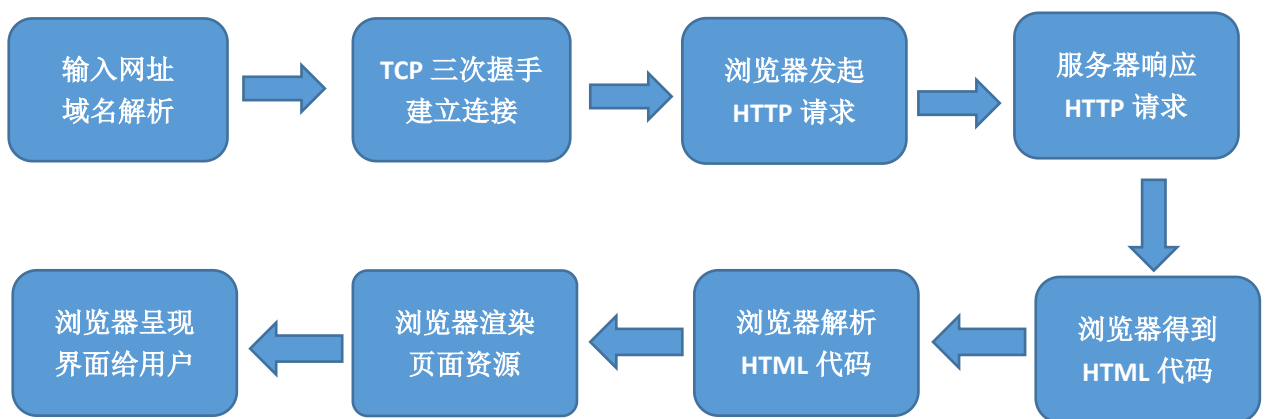 输入网址
域名解析
TCP 三次握手
建立连接
浏览器发起
HTTP 请求
服务器响应
HTTP 请求
浏览器得到
HTML 代码
浏览器解析
HTML 代码
浏览器渲染
页面资源
浏览器呈现
界面给用户